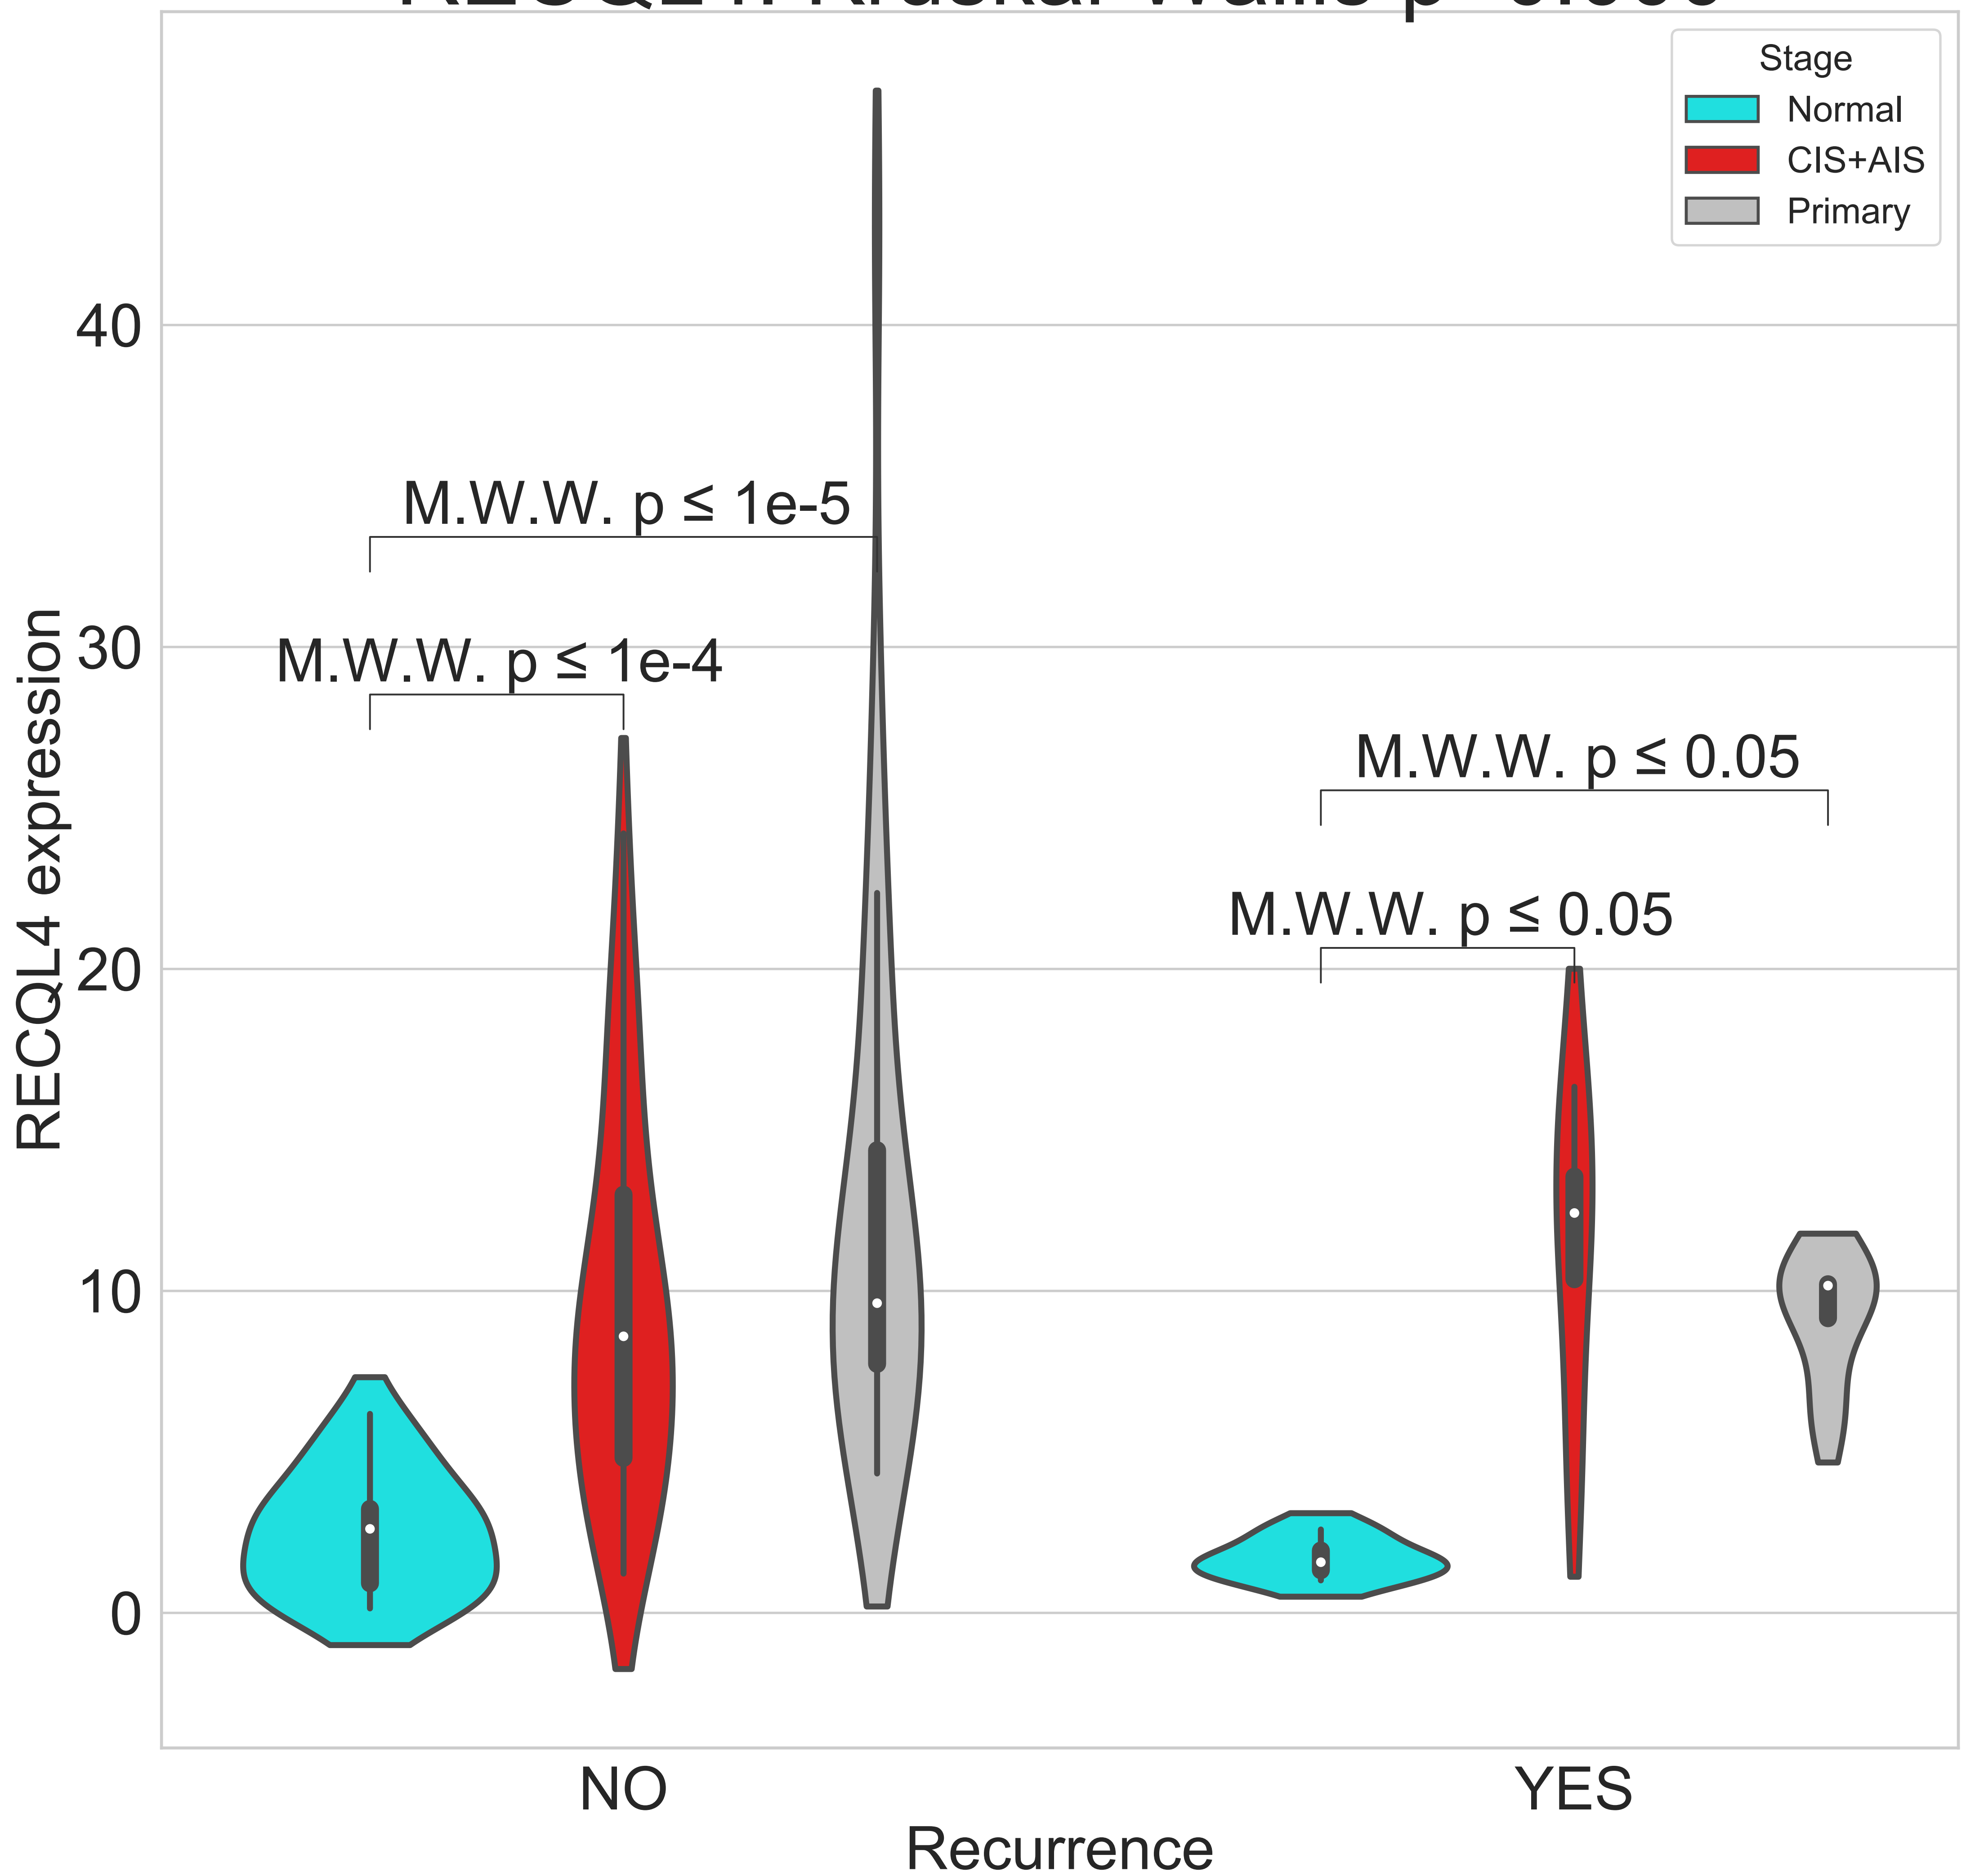 Stage
Normal
CIS+AIS
Primary
40
30
20
10
0
RECQL4 expression
M.W.W. p ≤ 1e-5
M.W.W. p ≤ 1e-4
M.W.W. p ≤ 0.05
M.W.W. p ≤ 0.05
NO
YES
Recurrence